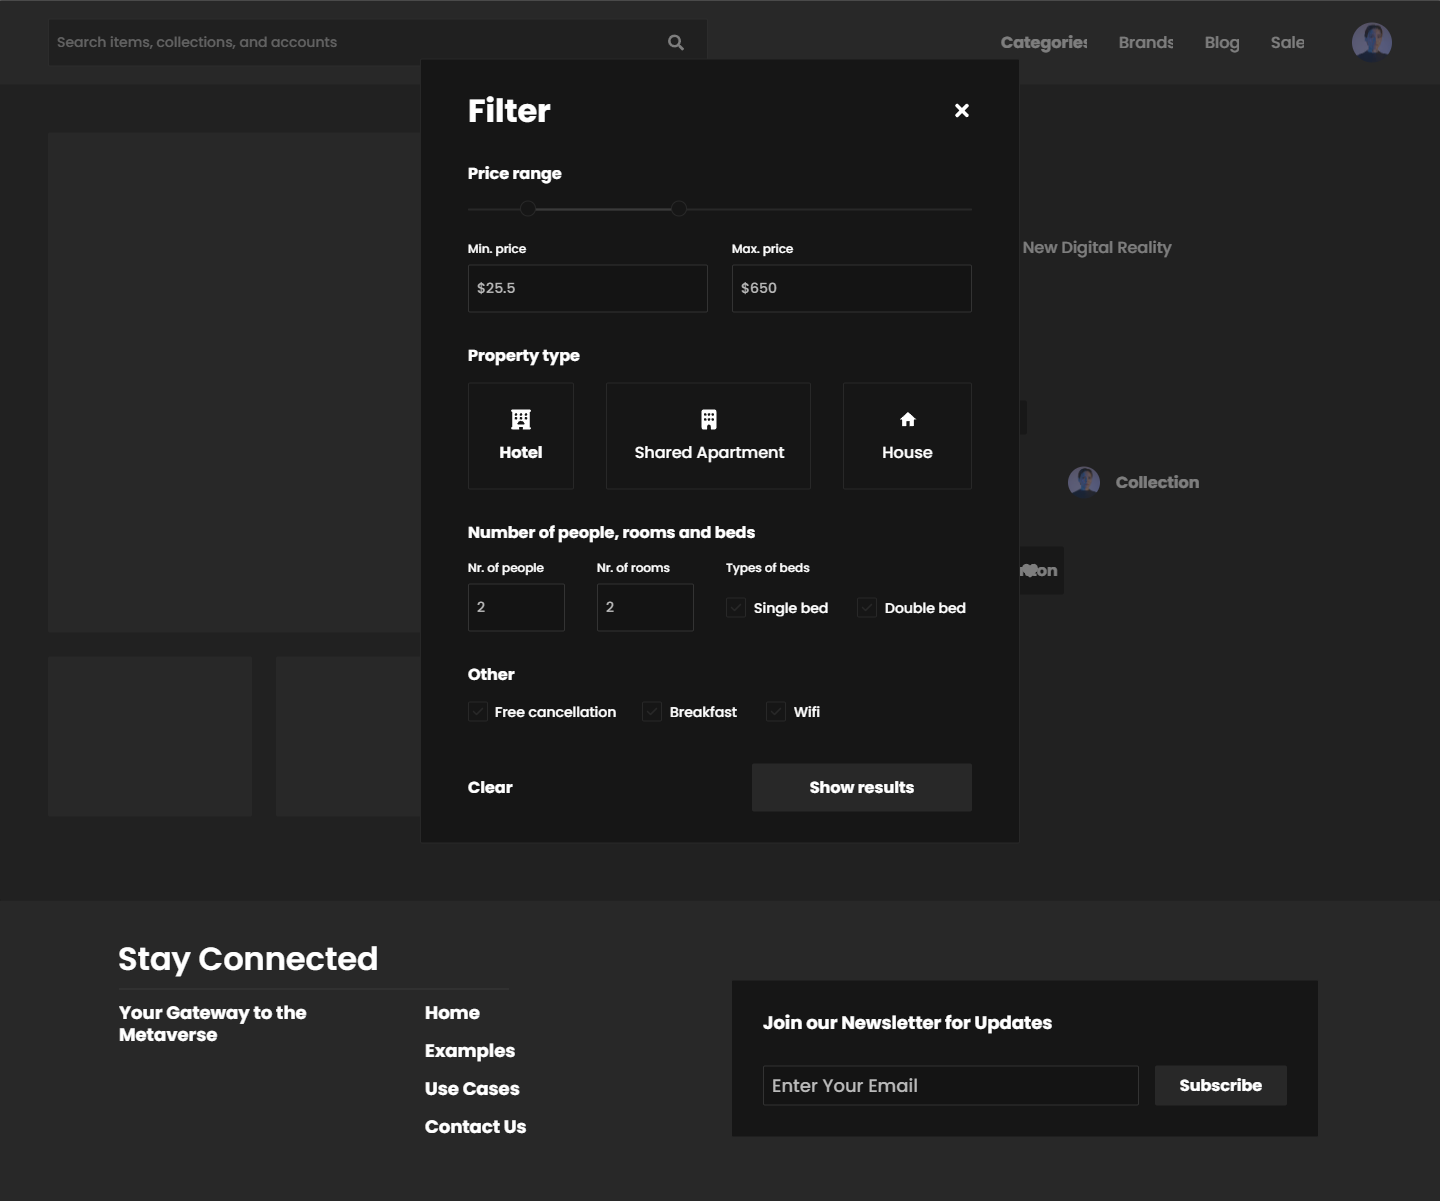 Search items, collections, and accounts
Categories
Brands
Blog
Sale
Filter
Price range
Min. price
Max. price
$25.5
$650
New Digital Reality
Property type
Hotel
Shared Apartment
House
Collection
Number of people, rooms and beds
Nr. of people
Nr. of rooms
Types of beds
2
2
Single bed
Double bed
Other
Free cancellation
Breakfast
Wifi
Clear
Show results
Stay Connected
Your Gateway to the
Metaverse
Home
Examples
Use Cases
Contact Us
Join our Newsletter for Updates
Enter Your Email
Subscribe